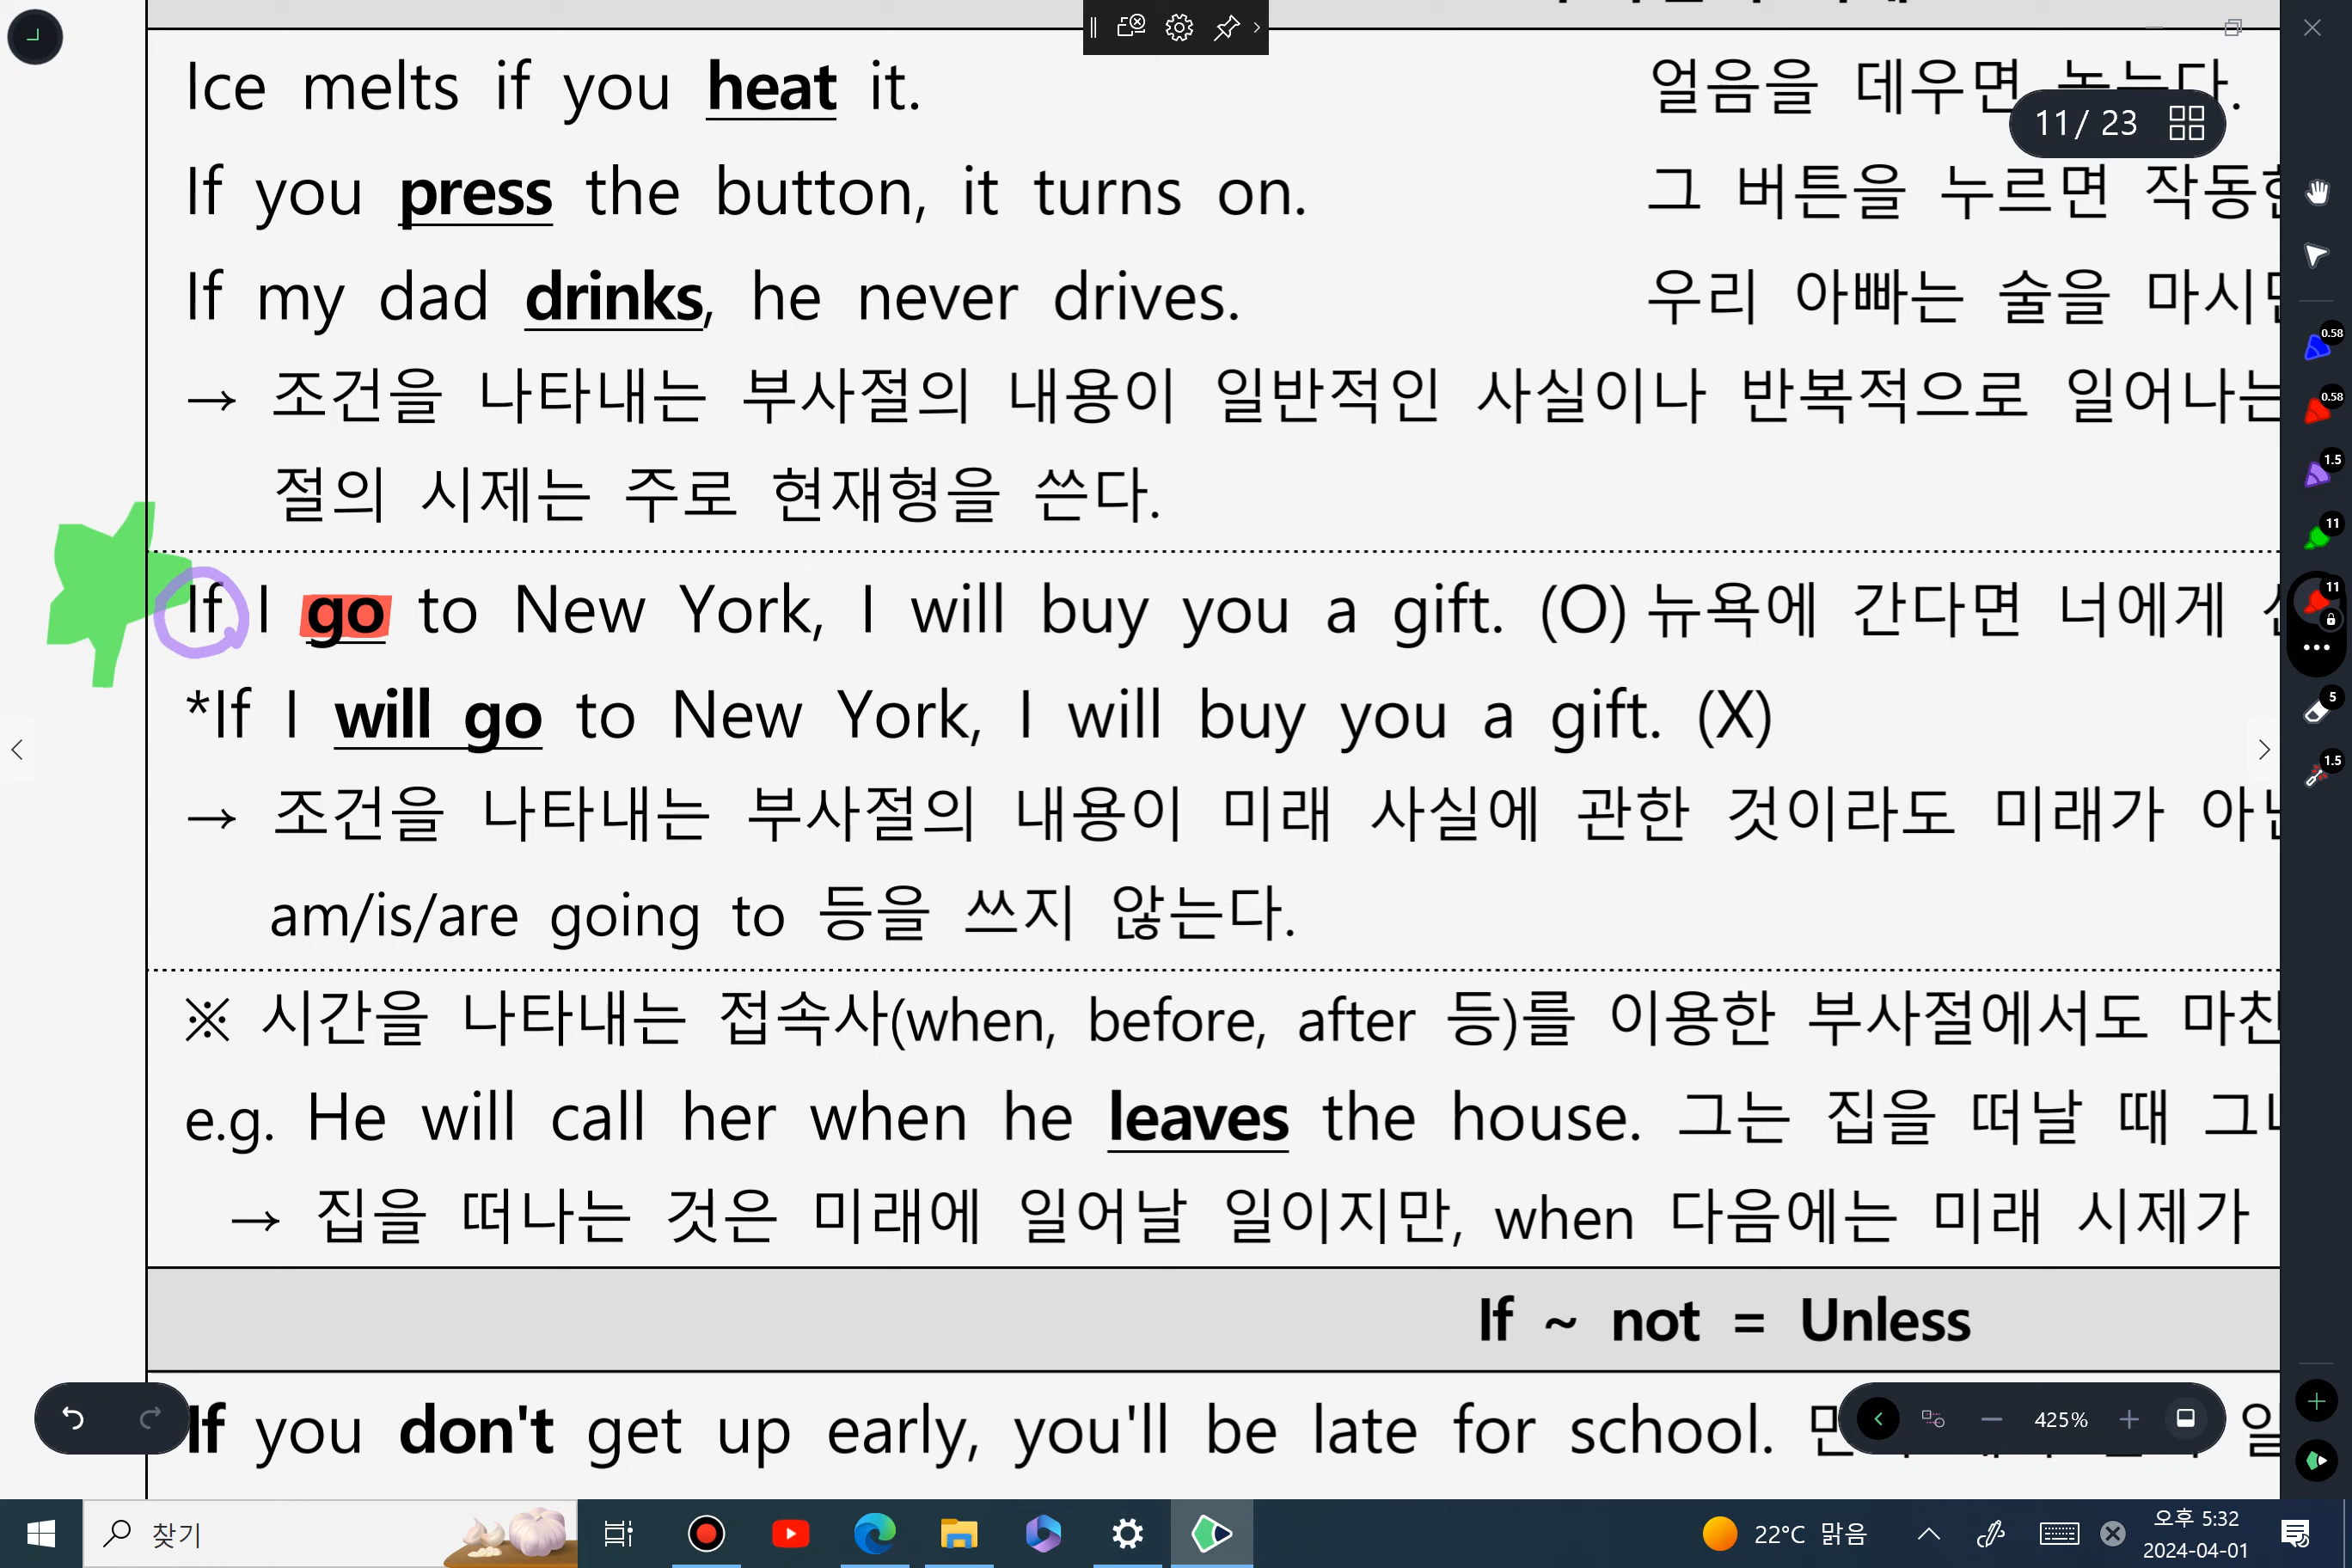 Ice melts if you heat it. 얼음을 데우면 녹는다.
11/ 23
If you press the button, it turns on. 그 버튼을 누르면 작동
If my dad drinks, he never drives. 우리 아빠는 술을 마시
→ 조건을 나타내는 부사절의 내용이 일반적인 사실이나 반복적으로 일어나는
절의 시제는 주로 현재형을 쓴다.
If I go to New York, I will buy you a gift. (O) 뉴욕에 간다면 너에게
*If I will go to New York, I will buy you a gift. (X)
→ 조건을 나타내는 부사절의 내용이 미래 사실에 관한 것이라도 미래가
am/is/are going to 등을 쓰지 않는다.
※ 시간을 나타내는 접속사(when, before, after 등)를 이용한 부사절에서도
e.g. He will call her when he leaves the house. 그는 집을 떠날 때
→ 집을 떠나는 것은 미래에 일어날 일이지만, when 다음에는 미래 시제가
If ~ not = Unless
If you don't get up early, you'll be late for school.
425%
0.58
0.58
1.5
11
11
5
1.5
찾기
22°C 맑음
오후 5:32
2024-04-01